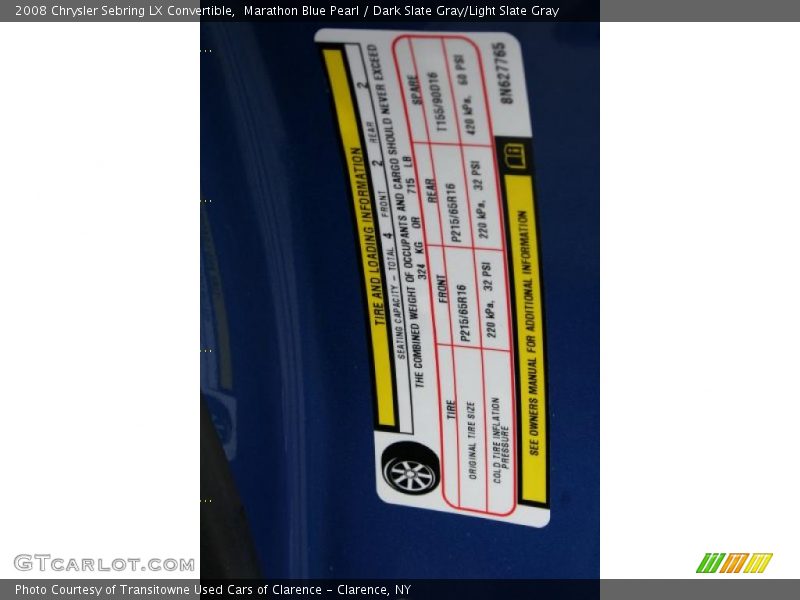 2008 Chrysler Sebring LX Convertible,  Marathon Blue Pearl / Dark Slate Gray/Light Slate Gray
TIRE AND LOADING INFORMATION
SEATING CAPACITY - TOTAL 4 FRONT 2 REAR 2
THE COMBINED WEIGHT OF OCCUPANTS AND CARGO SHOULD NEVER EXCEED
324 KG OR 715 LB
TIRE FRONT REAR SPARE
ORIGINAL TIRE SIZE P215/65R16 P215/65R16 T155/90D16
COLD TIRE INFLATION PRESSURE 220 kPa, 32 PSI 220 kPa, 32 PSI 420 kPa, 60 PSI
SEE OWNERS MANUAL FOR ADDITIONAL INFORMATION
8N627765
GTCARLOT.COM
Photo Courtesy of Transitowne Used Cars of Clarence - Clarence, NY